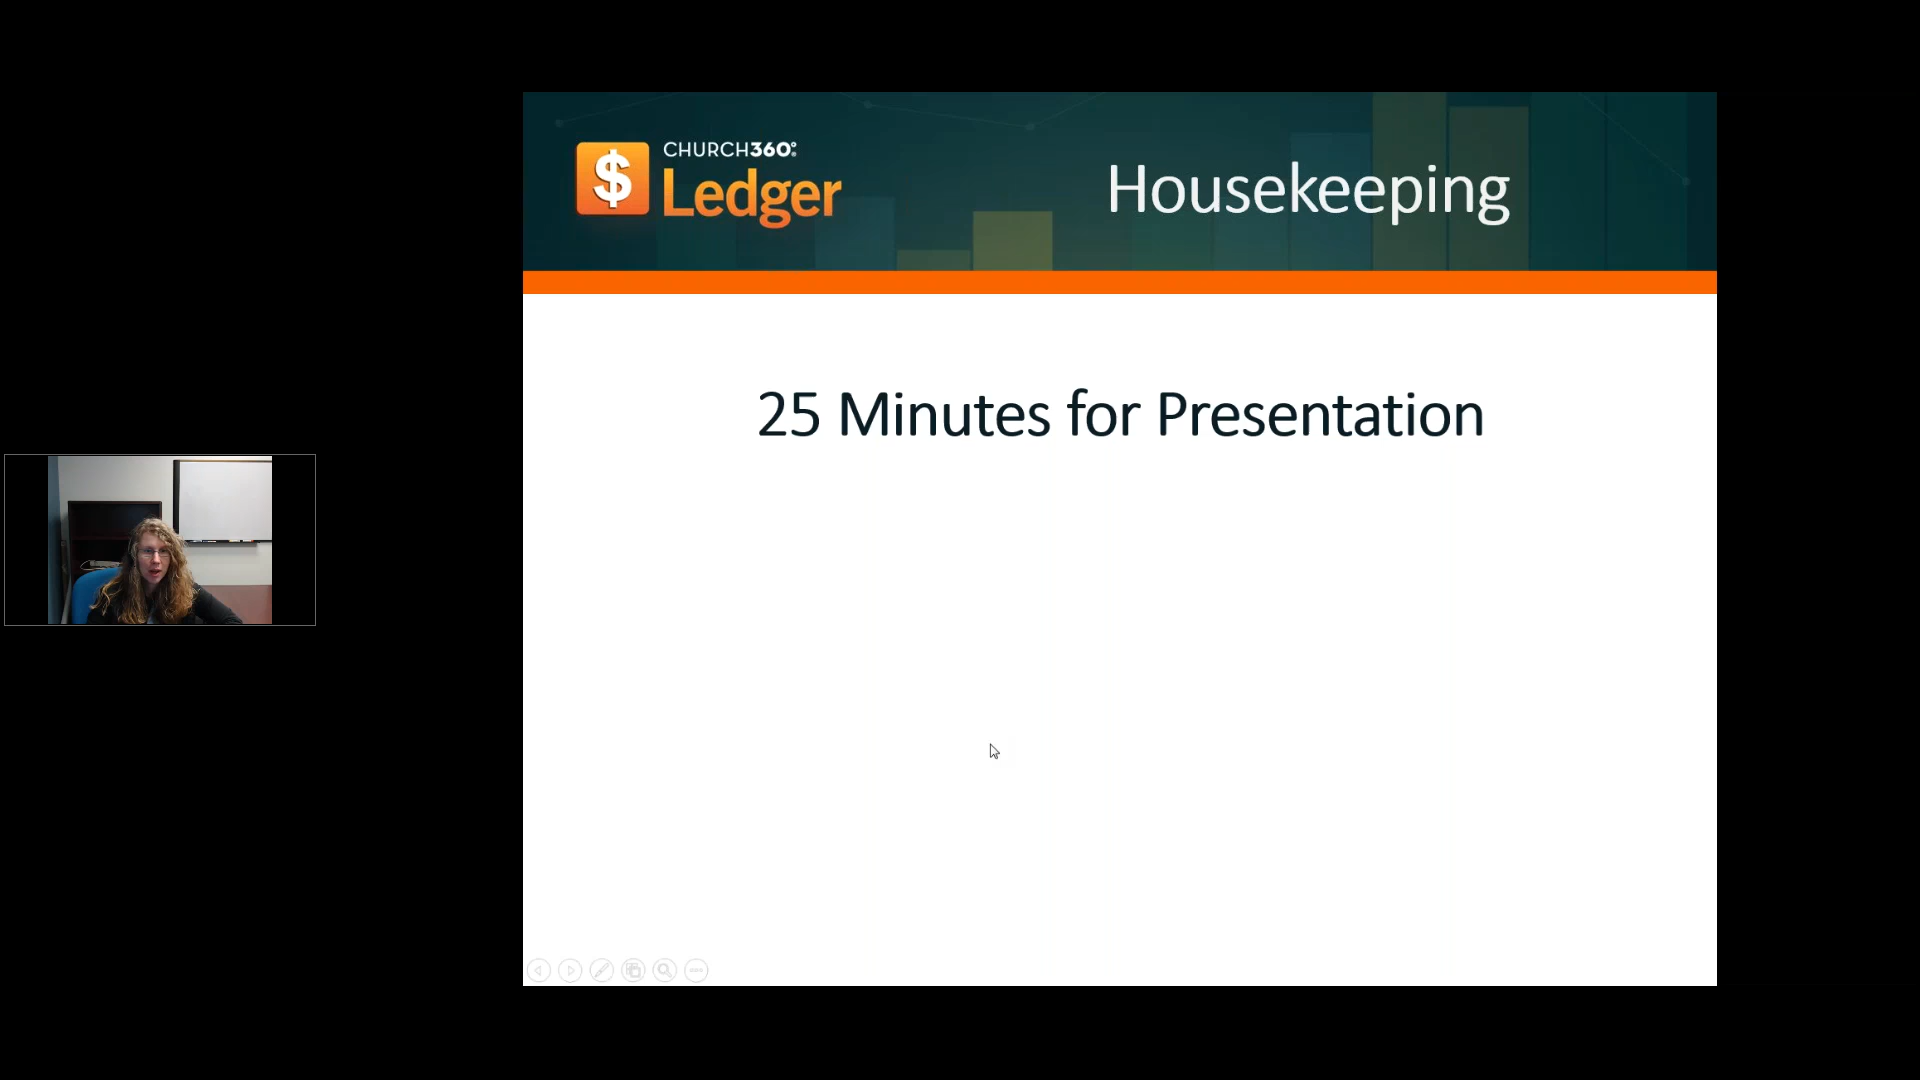 CHURCH360°
Ledger
Housekeeping
25 Minutes for Presentation